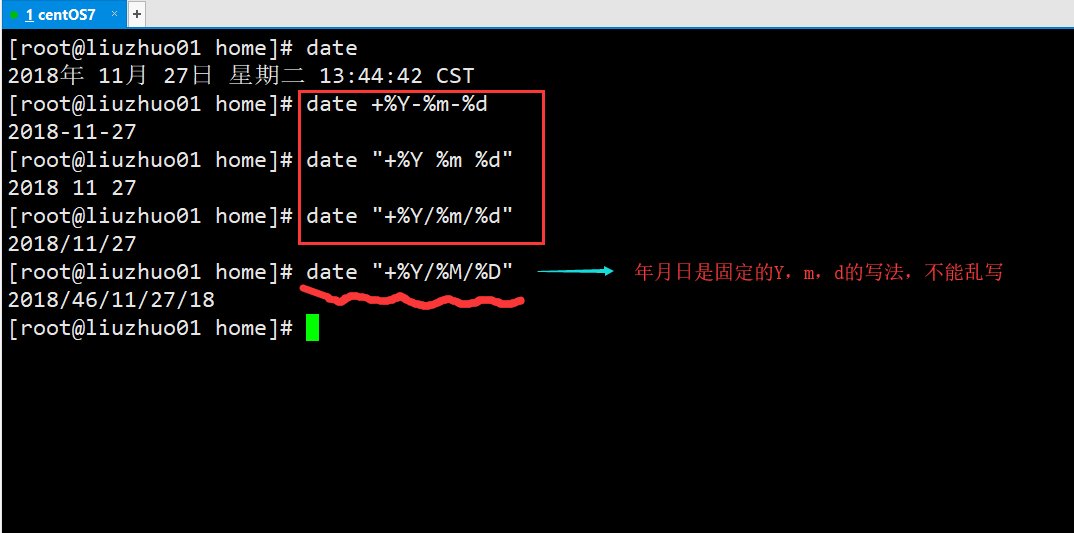 1 centOS7 × +
[root@liuzhuo01 home]# date
2018年 11月 27日 星期二 13:44:42 CST
[root@liuzhuo01 home]# date +%Y-%m-%d
2018-11-27
[root@liuzhuo01 home]# date "+%Y %m %d"
2018 11 27
[root@liuzhuo01 home]# date "+%Y/%m/%d"
2018/11/27
[root@liuzhuo01 home]# date "+%Y/%M/%D" 年月日是固定的Y，m，d的写法，不能乱写
2018/46/11/27/18
[root@liuzhuo01 home]#